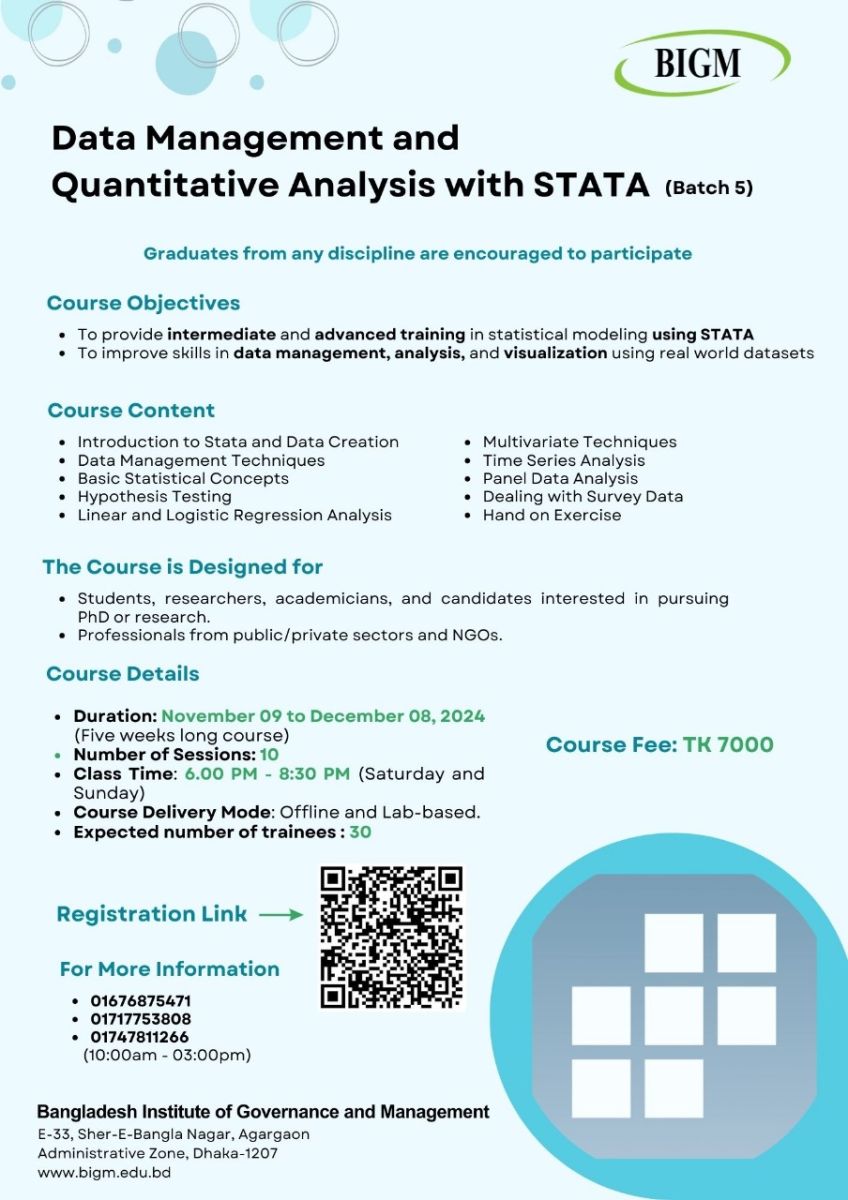 BIGM
Data Management and
Quantitative Analysis with STATA (Batch 5)
Graduates from any discipline are encouraged to participate
Course Objectives
• To provide intermediate and advanced training in statistical modeling using STATA
• To improve skills in data management, analysis, and visualization using real world datasets
Course Content
• Introduction to Stata and Data Creation
• Data Management Techniques
• Basic Statistical Concepts
• Hypothesis Testing
• Linear and Logistic Regression Analysis
• Multivariate Techniques
• Time Series Analysis
• Panel Data Analysis
• Dealing with Survey Data
• Hand on Exercise
The Course is Designed for
• Students, researchers, academicians, and candidates interested in pursuing
PhD or research.
• Professionals from public/private sectors and NGOs.
Course Details
• Duration: November 09 to December 08, 2024
(Five weeks long course)
• Number of Sessions: 10
• Class Time: 6.00 PM - 8:30 PM (Saturday and
Sunday)
• Course Delivery Mode: Offline and Lab-based.
• Expected number of trainees : 30
Course Fee: TK 7000
Registration Link
For More Information
• 01676875471
• 01717753808
• 01747811266
(10:00am - 03:00pm)
Bangladesh Institute of Governance and Management
E-33, Sher-E-Bangla Nagar, Agargaon
Administrative Zone, Dhaka-1207
www.bigm.edu.bd